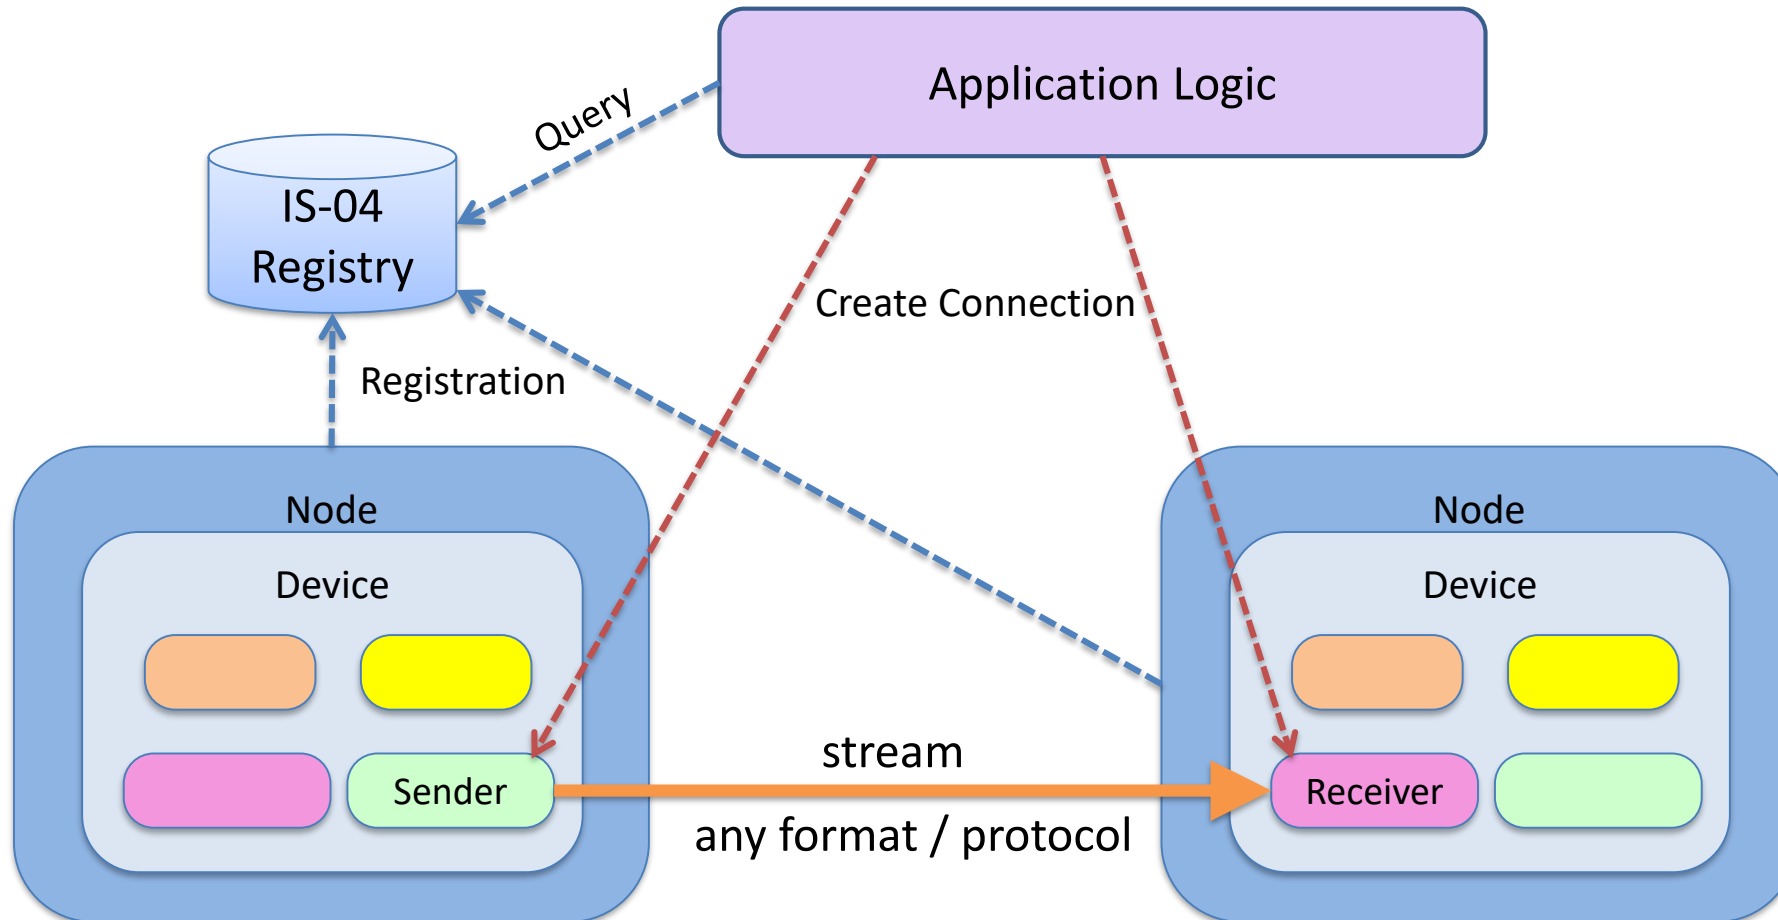 Application Logic
Query
IS-04
Registry
Create Connection
Registration
Node
Node
Device
Device
stream
Sender
Receiver
any format / protocol